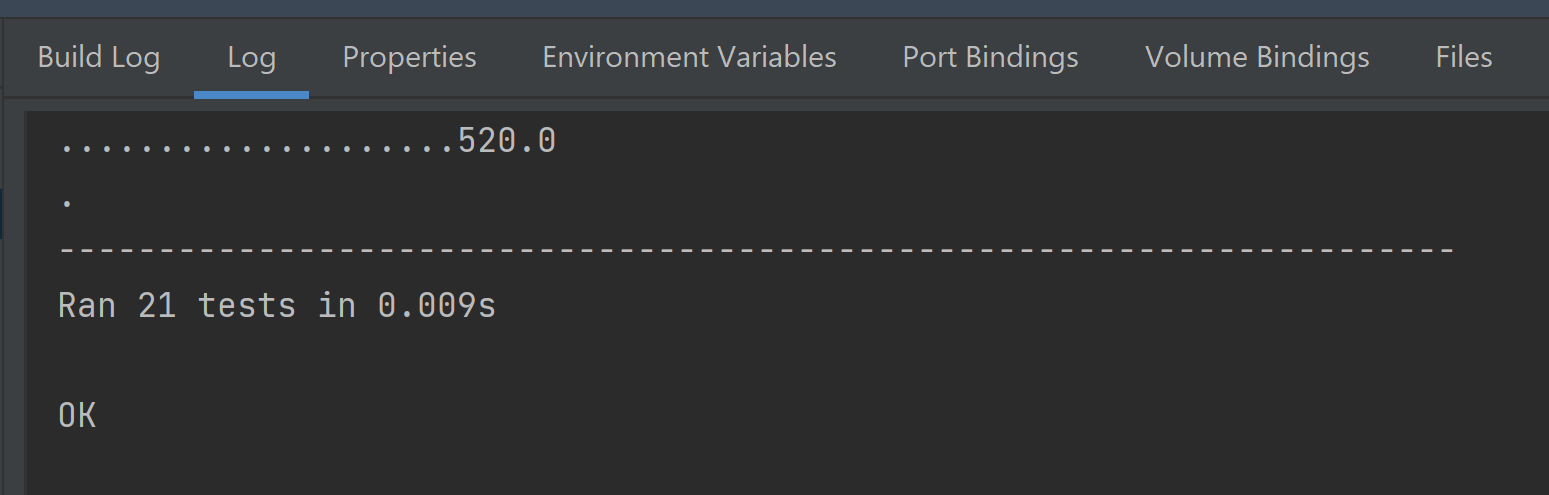 Build Log Log Properties Environment Variables Port Bindings Volume Bindings Files
....................520.0
.
----------------------------------------------------------------------
Ran 21 tests in 0.009s
OK